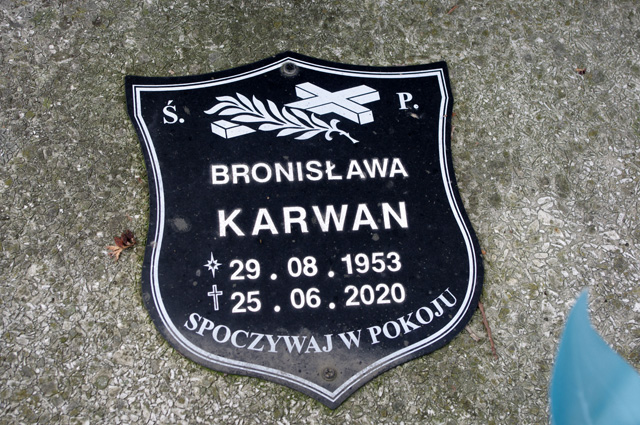 Ś. P.
BRONISŁAWA
KARWAN
29.08.1953
25.06.2020
SPOCZYWAJ W POKOJU